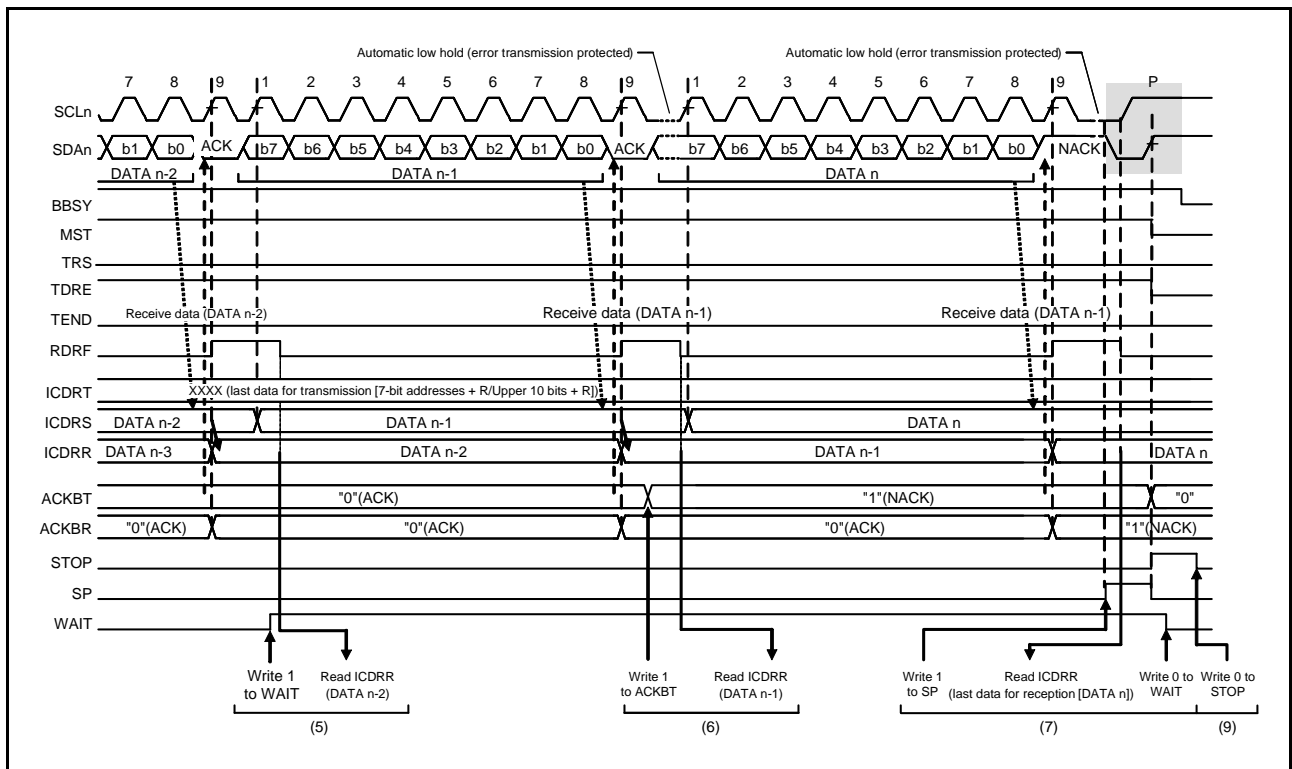 Automatic low hold (error transmission protected)
Automatic low hold (error transmission protected)
7 8 9 1 2 3 4 5 6 7 8 9 1 2 3 4 5 6 7 8 9 P
SCLn
SDAn b1 b0 ACK b7 b6 b5 b4 b3 b2 b1 b0 ACK b7 b6 b5 b4 b3 b2 b1 b0 NACK
DATA n-2 DATA n-1 DATA n
BBSY
MST
TRS
TDRE
Receive data (DATA n-2) Receive data (DATA n-1) Receive data (DATA n-1)
TEND
RDRF
ICDRT XXXX (last data for transmission [7-bit addresses + R/Upper 10 bits + R])
ICDRS DATA n-2 DATA n-1 DATA n
ICDRR DATA n-3 DATA n-2 DATA n-1 DATA n
ACKBT "0"(ACK) "1"(NACK) "0"
ACKBR "0"(ACK) "0"(ACK) "0"(ACK) "1"(NACK)
STOP
SP
WAIT
Write 1
to WAIT
Read ICDRR
(DATA n-2)
Write 1
to ACKBT
Read ICDRR
(DATA n-1)
Write 1
to SP
Read ICDRR
(last data for reception [DATA n])
Write 0 to
WAIT
Write 0 to
STOP
(5) (6) (7) (9)